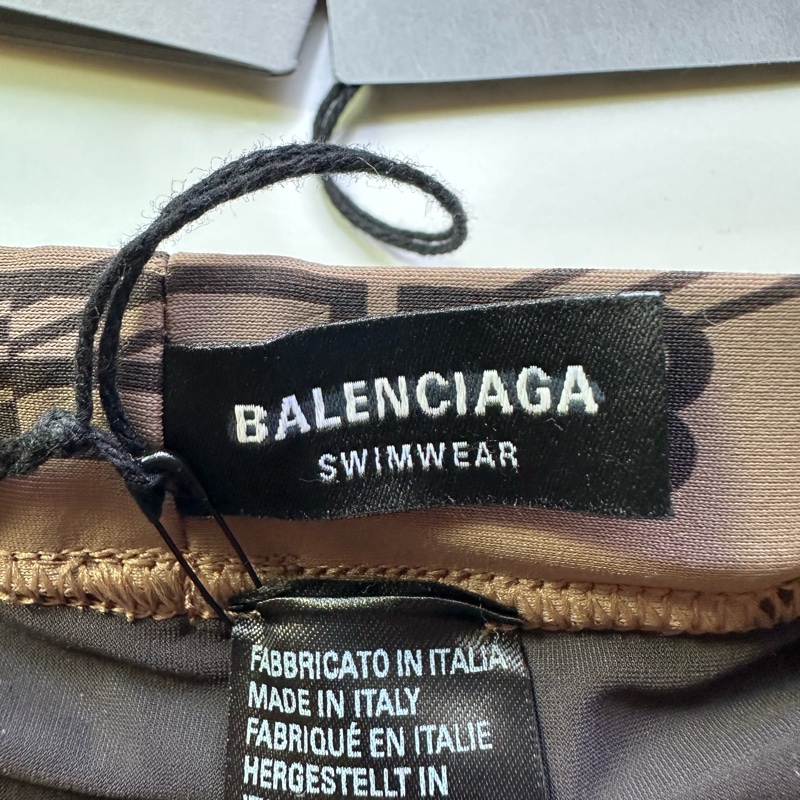 BALENCIAGA
SWIMWEAR
FABBRICATO IN ITALIA
MADE IN ITALY
FABRIQUÉ EN ITALIE
HERGESTELLT IN